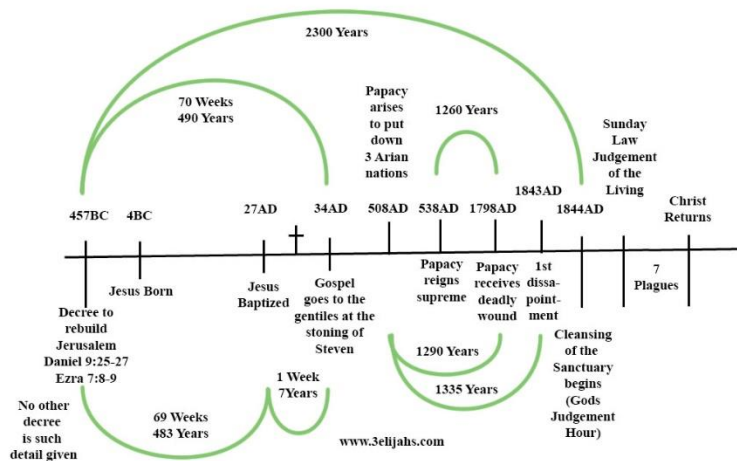 2300 Years
70 Weeks
490 Years
Papacy
arises
to put
down
3 Arian
nations
1260 Years
Sunday
Law
Judgement
of the
Living
Christ
Returns
457BC
4BC
27AD
34AD
508AD
538AD
1798AD
1843AD
1844AD
Jesus Born
Jesus
Baptized
Gospel
goes to the
gentiles at the
stoning of
Steven
Papacy
reigns
supreme
Papacy
receives
deadly
wound
1st
dissa-
point-
ment
7
Plagues
Decree to
rebuild
Jerusalem
Daniel 9:25-27
Ezra 7:8-9
Cleansing
of the
Sanctuary
begins
(Gods
Judgement
Hour)
1290 Years
1335 Years
1 Week
7Years
69 Weeks
483 Years
No other
decree
is such
detail given
www.3elijahs.com